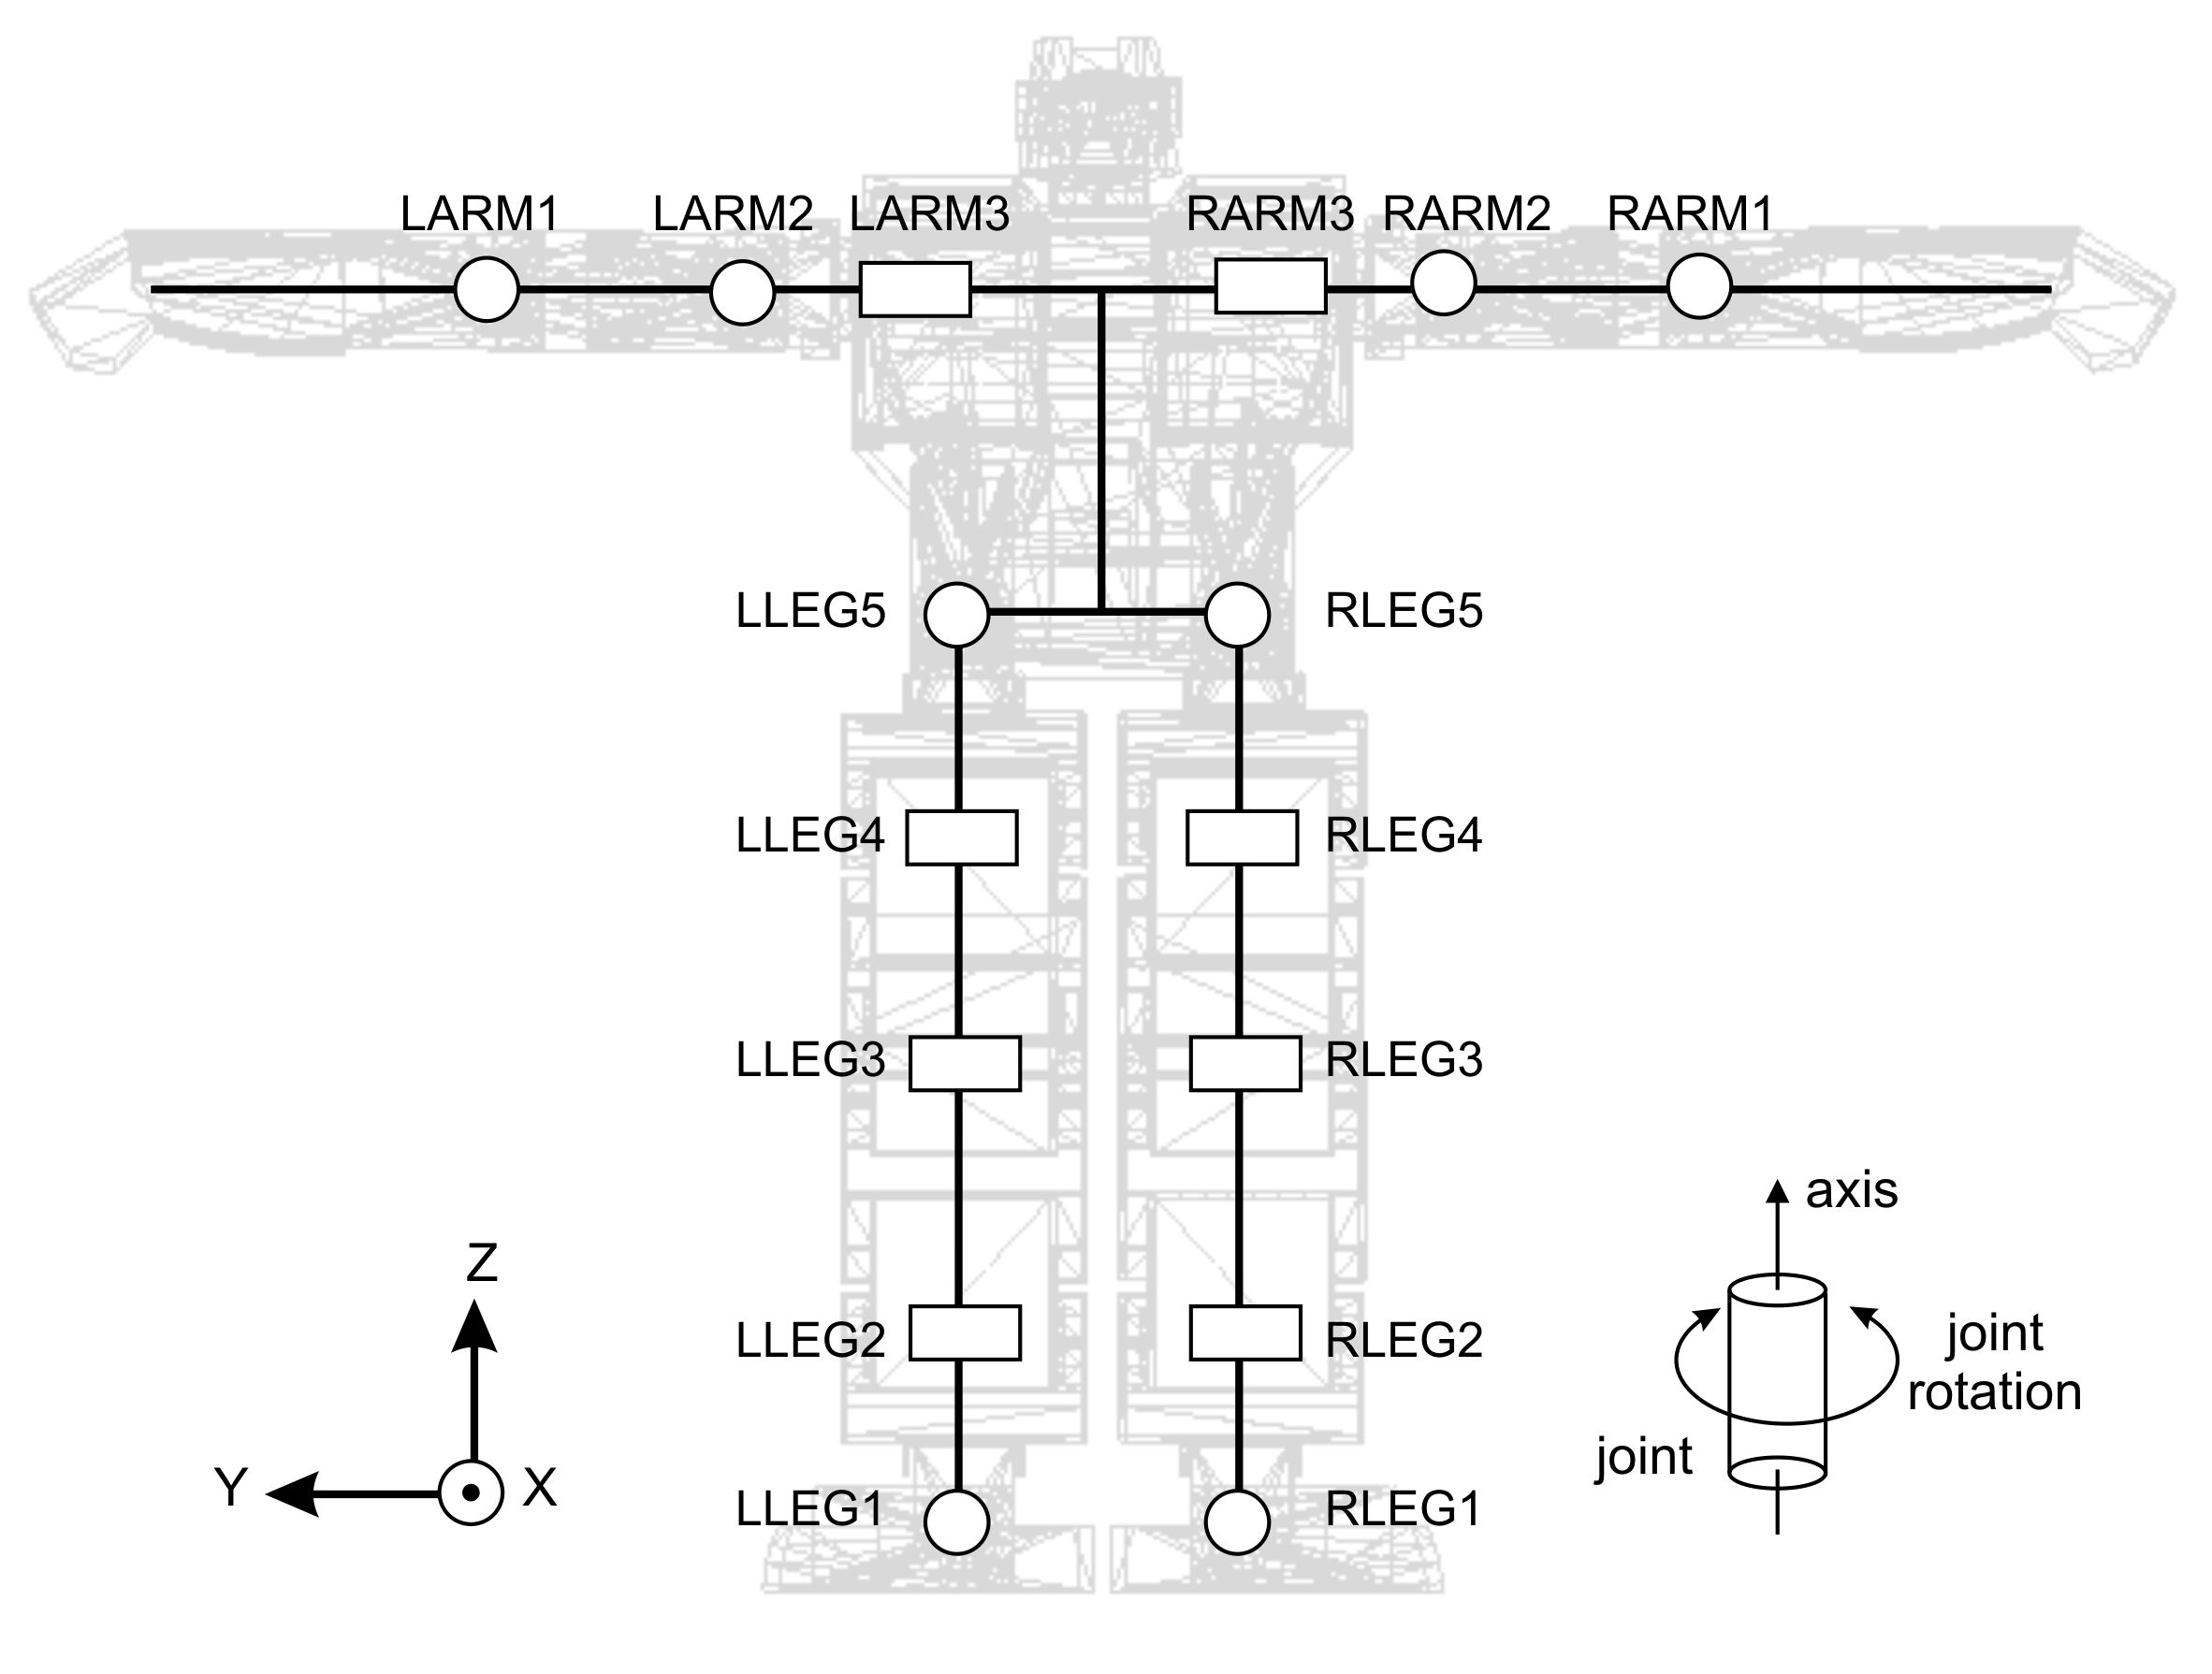 LARM1 LARM2 LARM3 RARM3 RARM2 RARM1
LLEG5 RLEG5
LLEG4 RLEG4
LLEG3 RLEG3
LLEG2 RLEG2
LLEG1 RLEG1
Z
Y X
axis
joint
rotation
joint